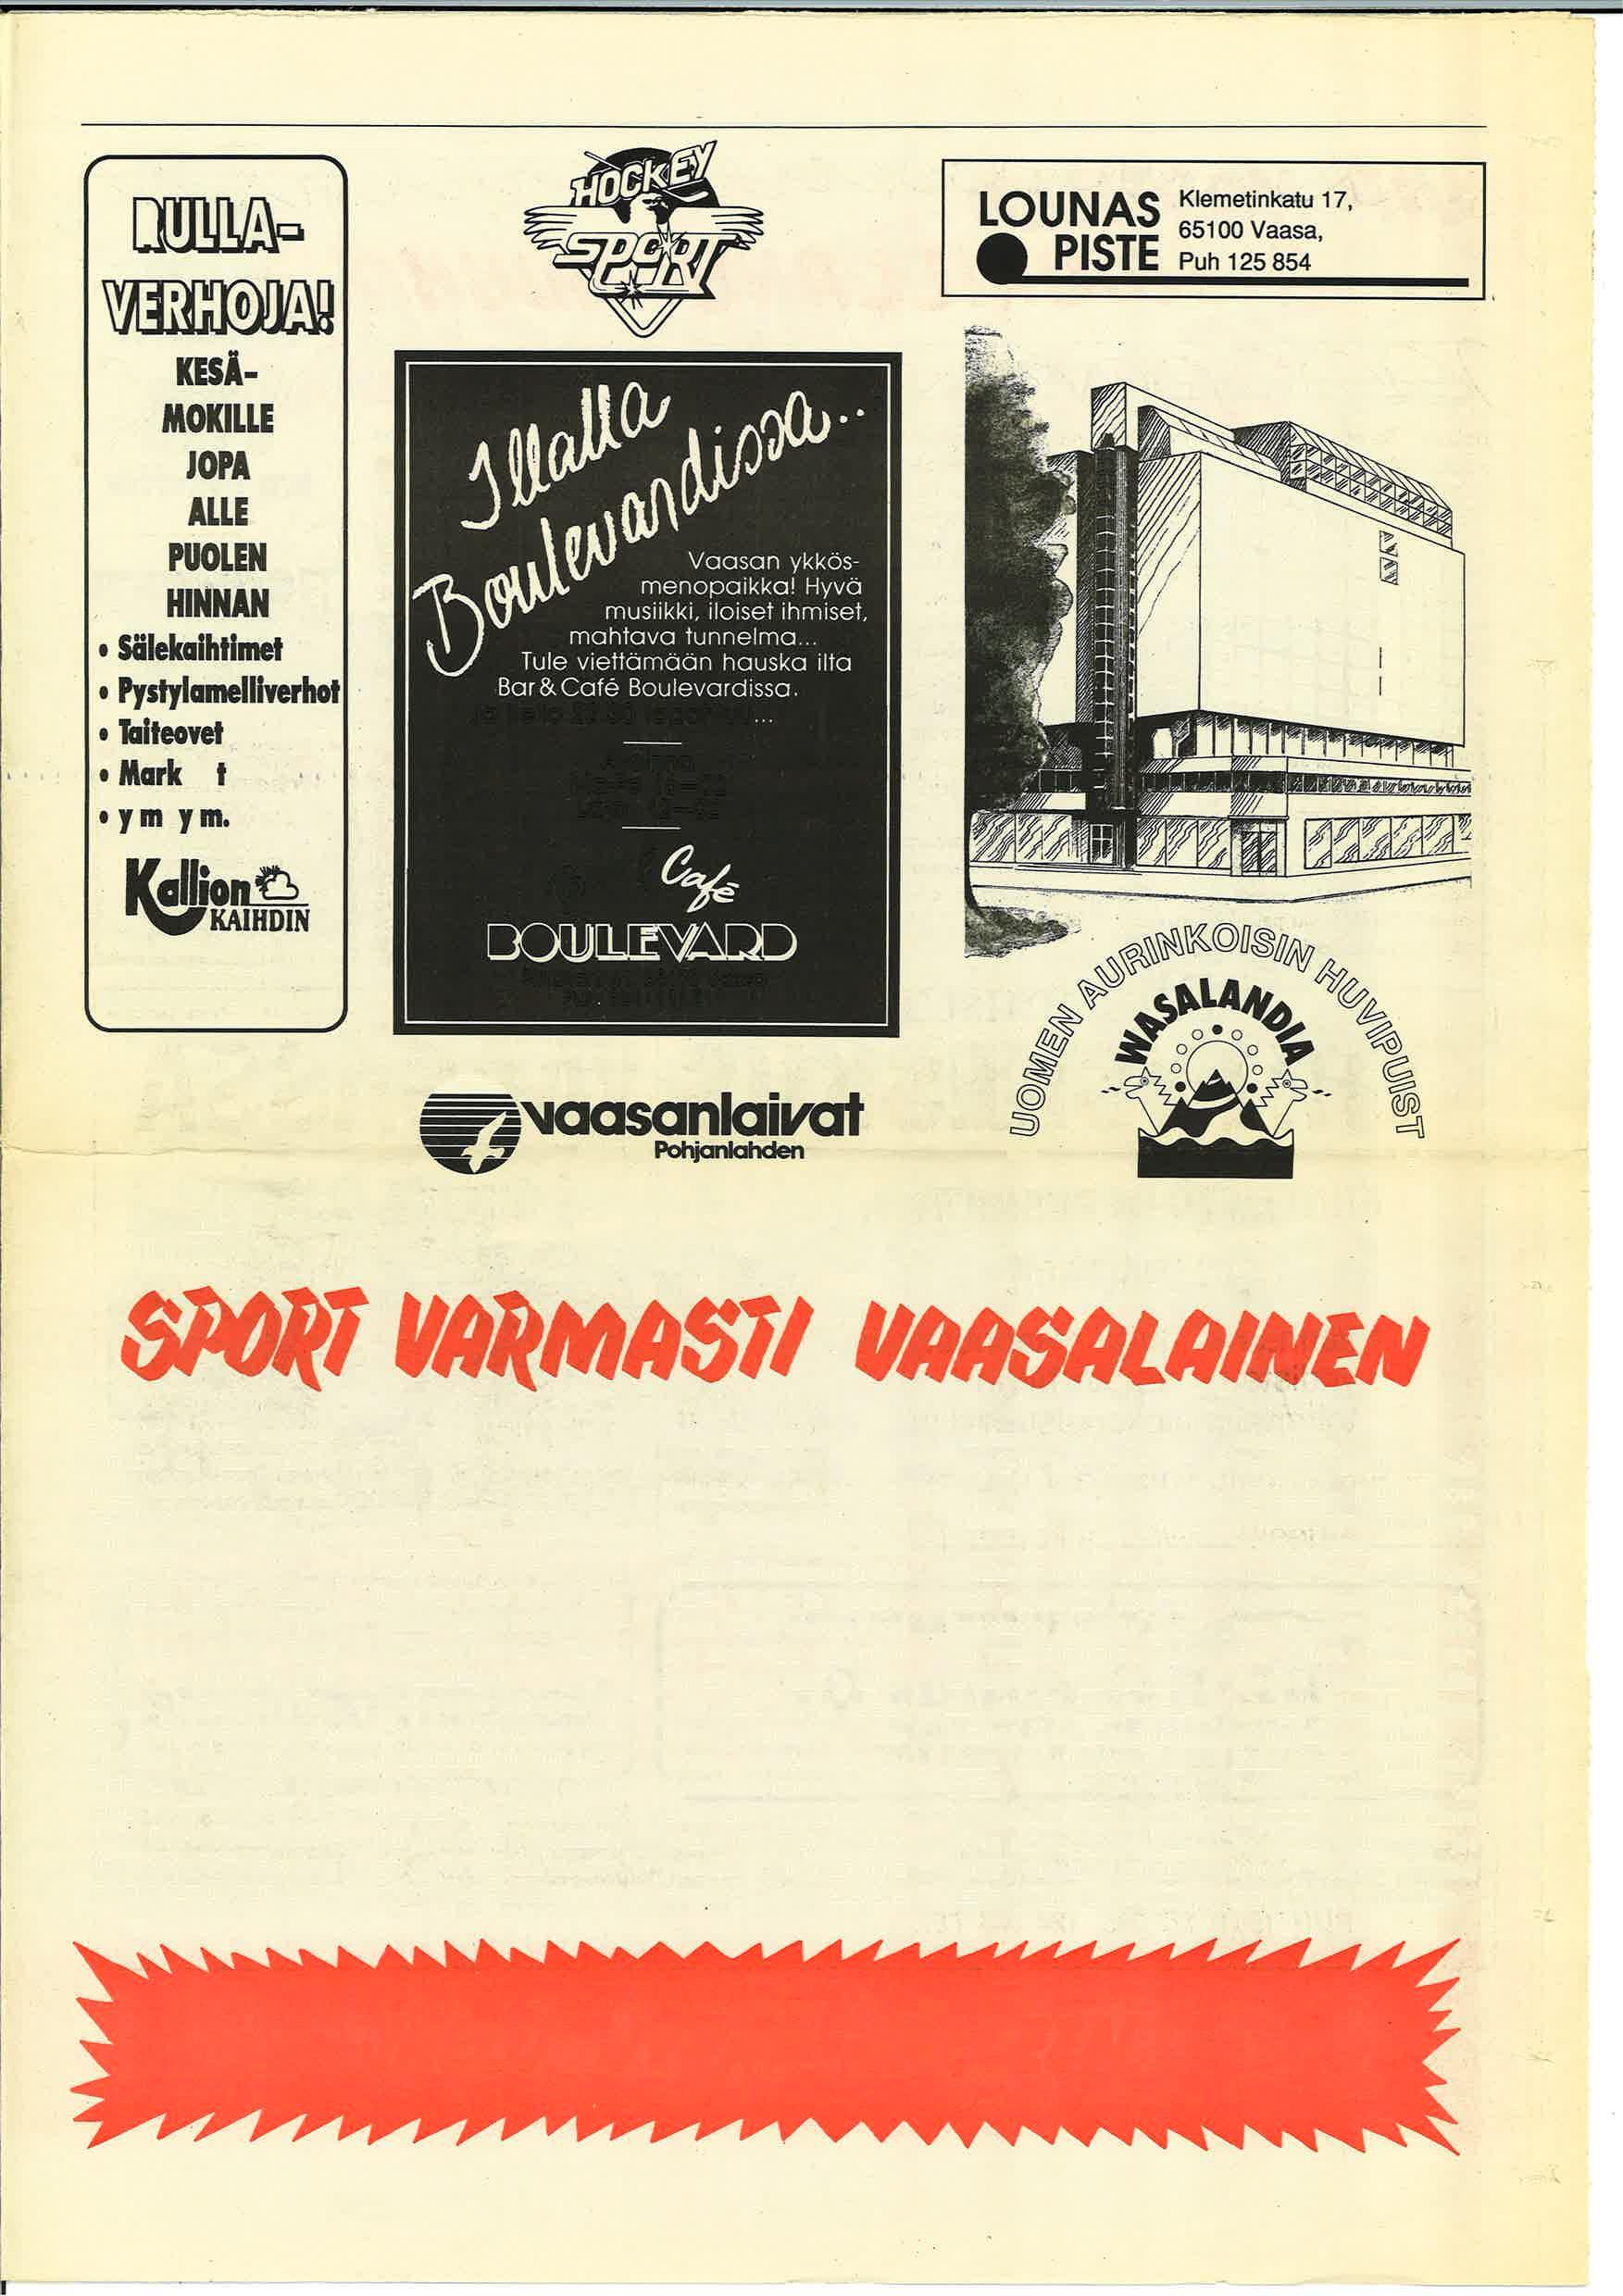 RULLA-
VERHOJA!
KESÄ-
MOKILLE
JOPA
ALLE
PUOLEN
HINNAN
• Sälekaihtimet
• Pystylamelliverhot
• Taiteovet
• Mark t
• y m y m.
Kallion
KAIHDIN
HOCKEY
SPORT
Illalla
Boulevardissa..
Vaasan ykkös-
menopaikka! Hyvä
musiikki, iloiset ihmiset,
mahtava tunnelma...
Tule viettämään hauska ilta
Bar & Café Boulevardissa.
...
Café
BOULEVARD
vaasanlaivat
Pohjanlahden
LOUNAS
PISTE
Klemetinkatu 17,
65100 Vaasa,
Puh 125 854
UOMEN AURINKOISIN HUVIPUIST
WASALANDIA
SPORT VARMASTI VAASALAINEN